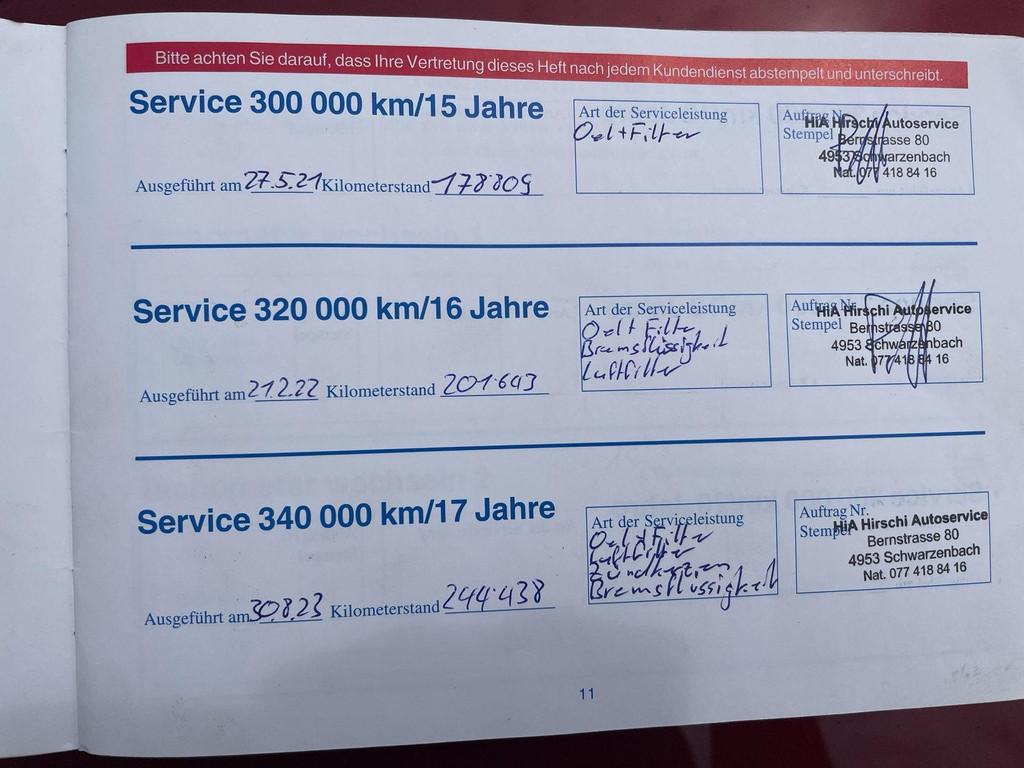 Bitte achten Sie darauf, dass Ihre Vertretung dieses Heft nach jedem Kundendienst abstempelt und unterschreibt.
Service 300 000 km/15 Jahre
Ausgeführt am 27.5.21 Kilometerstand 178'809
Art der Serviceleistung
Oel + Filter
Auftrag Nr.
Stempel
HiA Hirschi Autoservice
Bernstrasse 80
4953 Schwarzenbach
Nat. 077 418 84 16
Service 320 000 km/16 Jahre
Ausgeführt am 21.2.22 Kilometerstand 201'643
Art der Serviceleistung
Oel + Filter
Bremsflüssigkeit
Luftfilter
Auftrag Nr.
Stempel
HiA Hirschi Autoservice
Bernstrasse 80
4953 Schwarzenbach
Nat. 077 418 84 16
Service 340 000 km/17 Jahre
Ausgeführt am 30.8.23 Kilometerstand 244'438
Art der Serviceleistung
Oel + Filter
Luftfilter
Zündkerzen
Bremsflüssigkeit
Auftrag Nr.
Stempel
HiA Hirschi Autoservice
Bernstrasse 80
4953 Schwarzenbach
Nat. 077 418 84 16
11